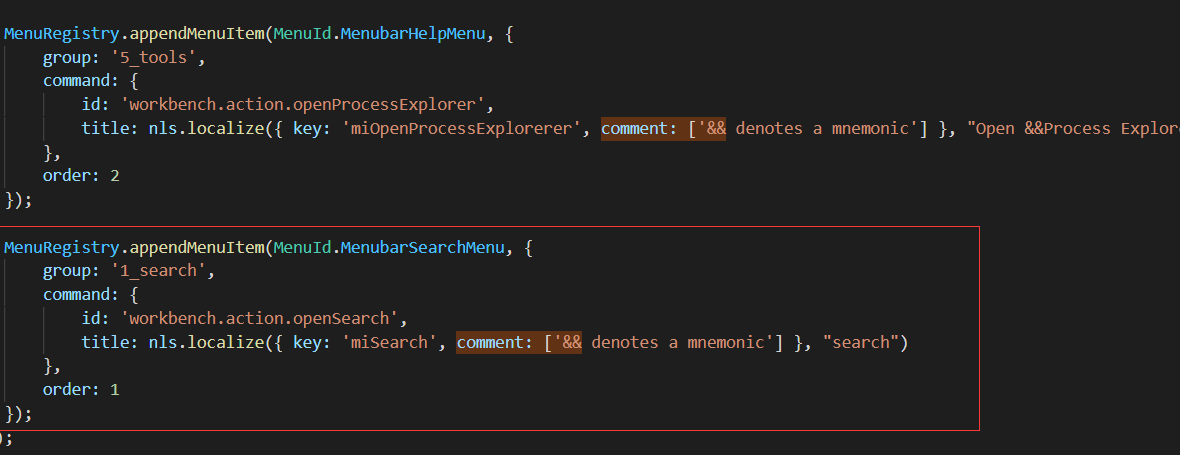 MenuRegistry.appendMenuItem(MenuId.MenubarHelpMenu, {
group: '5_tools',
command: {
id: 'workbench.action.openProcessExplorer',
title: nls.localize({ key: 'miOpenProcessExplorerer', comment: ['&& denotes a mnemonic'] }, "Open &&Process Explor
},
order: 2
});
MenuRegistry.appendMenuItem(MenuId.MenubarSearchMenu, {
group: '1_search',
command: {
id: 'workbench.action.openSearch',
title: nls.localize({ key: 'miSearch', comment: ['&& denotes a mnemonic'] }, "search")
},
order: 1
});
);